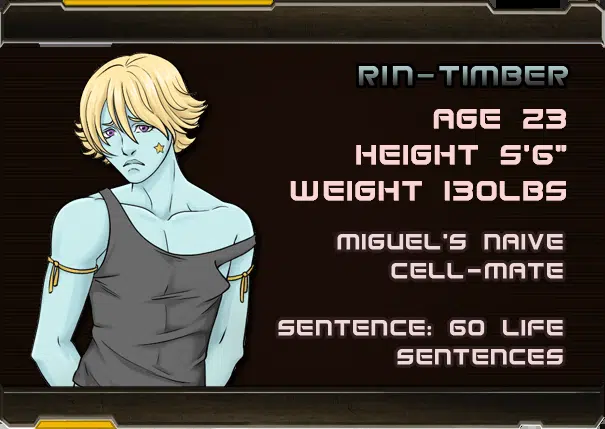 RIN-TIMBER
AGE 23
HEIGHT 5'6"
WEIGHT 130LBS
MIGUEL'S NAIVE
CELL-MATE
SENTENCE: 60 LIFE
SENTENCES